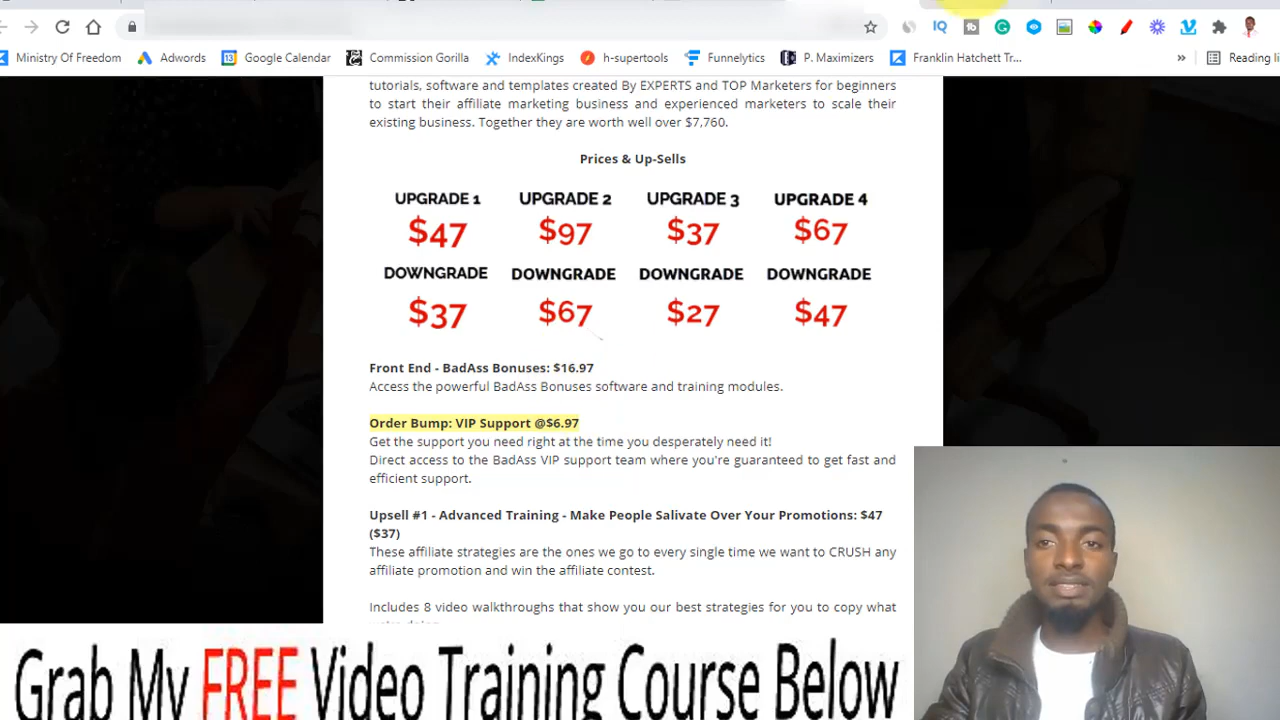 Ministry Of Freedom Adwords 13 Google Calendar Commission Gorilla IndexKings h-supertools Funnelytics P. Maximizers Franklin Hatchett Tr... » Reading li
IQ
tutorials, software and templates created By EXPERTS and TOP Marketers for beginners
to start their affiliate marketing business and experienced marketers to scale their
existing business. Together they are worth well over $7,760.
Prices & Up-Sells
UPGRADE 1 UPGRADE 2 UPGRADE 3 UPGRADE 4
$47 $97 $37 $67
DOWNGRADE DOWNGRADE DOWNGRADE DOWNGRADE
$37 $67 $27 $47
Front End - BadAss Bonuses: $16.97
Access the powerful BadAss Bonuses software and training modules.
Order Bump: VIP Support @$6.97
Get the support you need right at the time you desperately need it!
Direct access to the BadAss VIP support team where you're guaranteed to get fast and
efficient support.
Upsell #1 - Advanced Training - Make People Salivate Over Your Promotions: $47
($37)
These affiliate strategies are the ones we go to every single time we want to CRUSH any
affiliate promotion and win the affiliate contest.
Includes 8 video walkthroughs that show you our best strategies for you to copy what
Grab My FREE Video Training Course Below